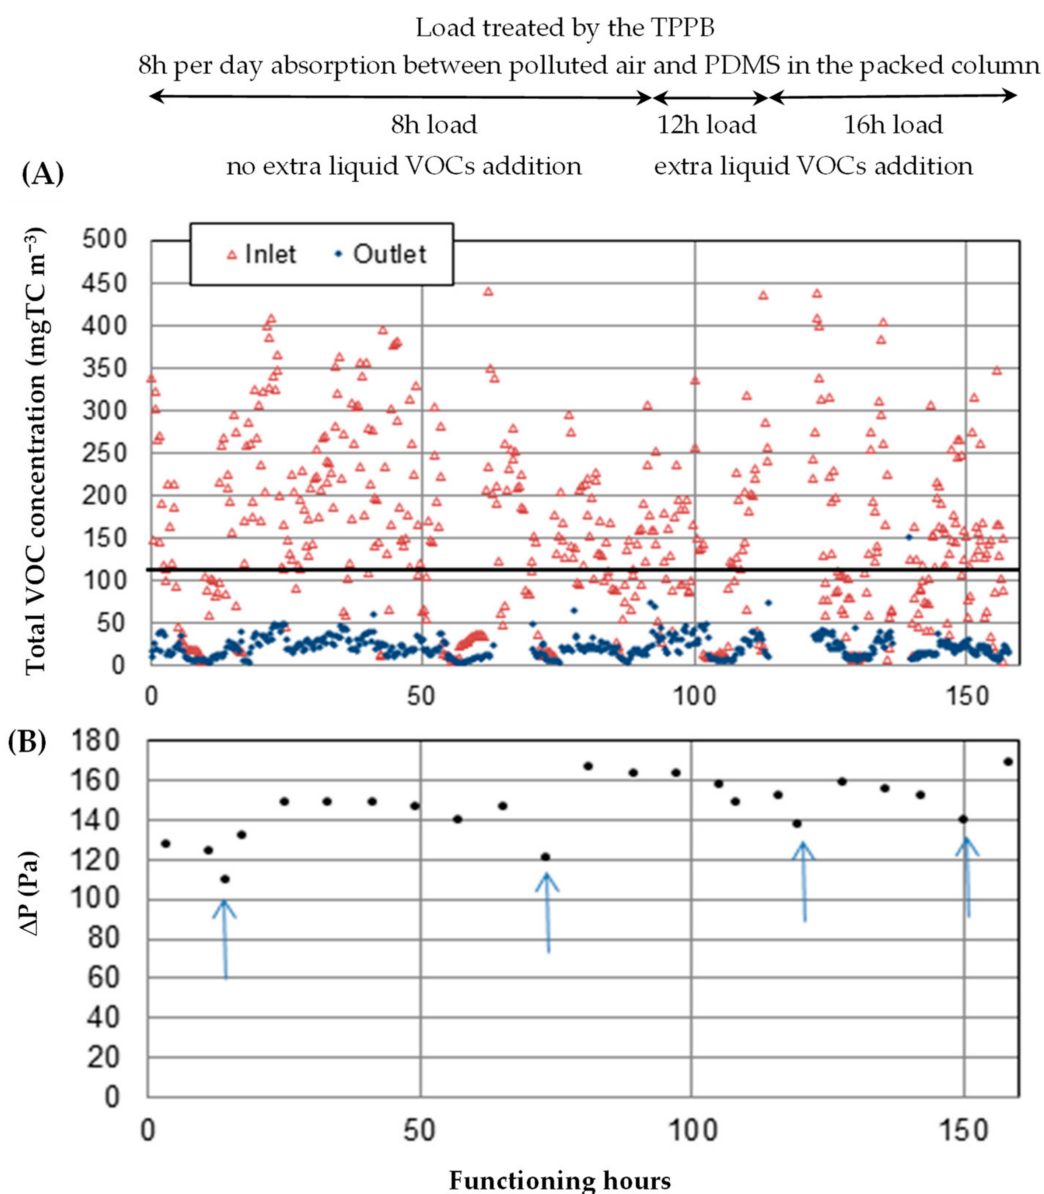 Load treated by the TPPB
8h per day absorption between polluted air and PDMS in the packed column
8h load
12h load
16h load
no extra liquid VOCs addition
extra liquid VOCs addition
(A)
Total VOC concentration (mgTC m⁻³)
500
450
400
350
300
250
200
150
100
50
0
Inlet
Outlet
0
50
100
150
(B)
ΔP (Pa)
180
160
140
120
100
80
60
40
20
0
0
50
100
150
Functioning hours